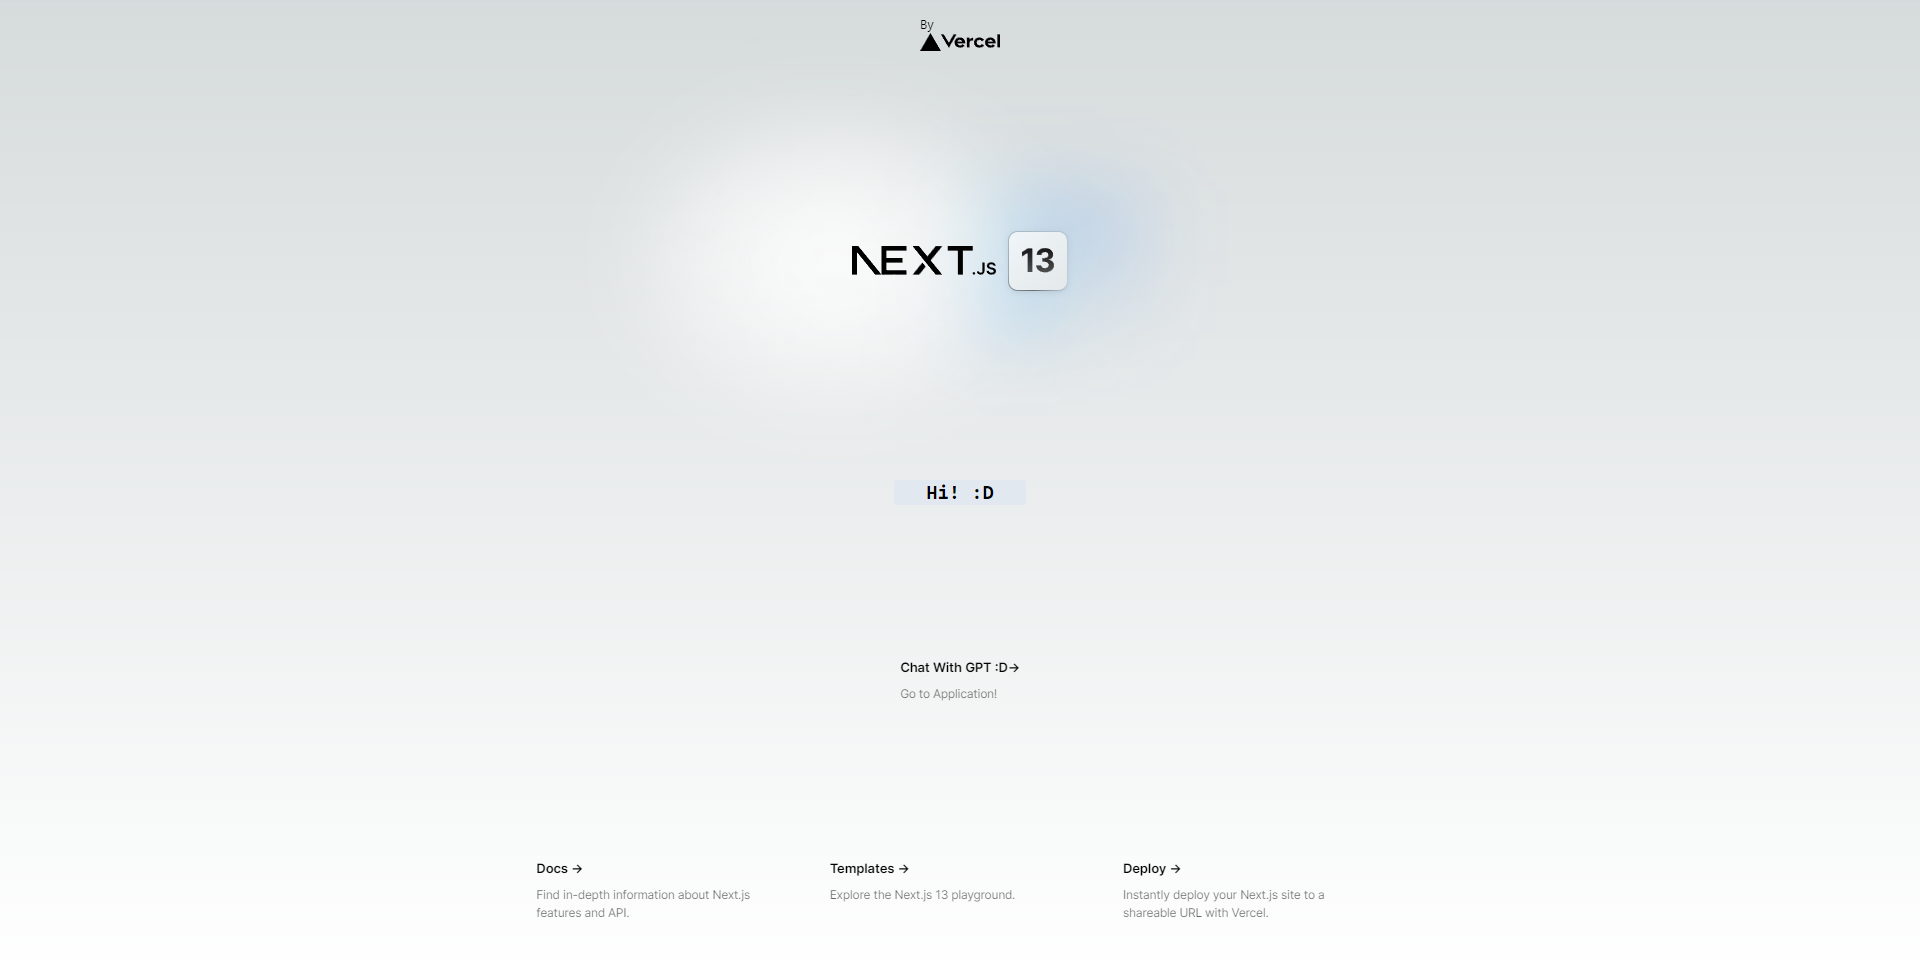 By
Vercel
NEXT.JS 13
Hi! :D
Chat With GPT :D->
Go to Application!
Docs ->
Find in-depth information about Next.js
features and API.
Templates ->
Explore the Next.js 13 playground.
Deploy ->
Instantly deploy your Next.js site to a
shareable URL with Vercel.